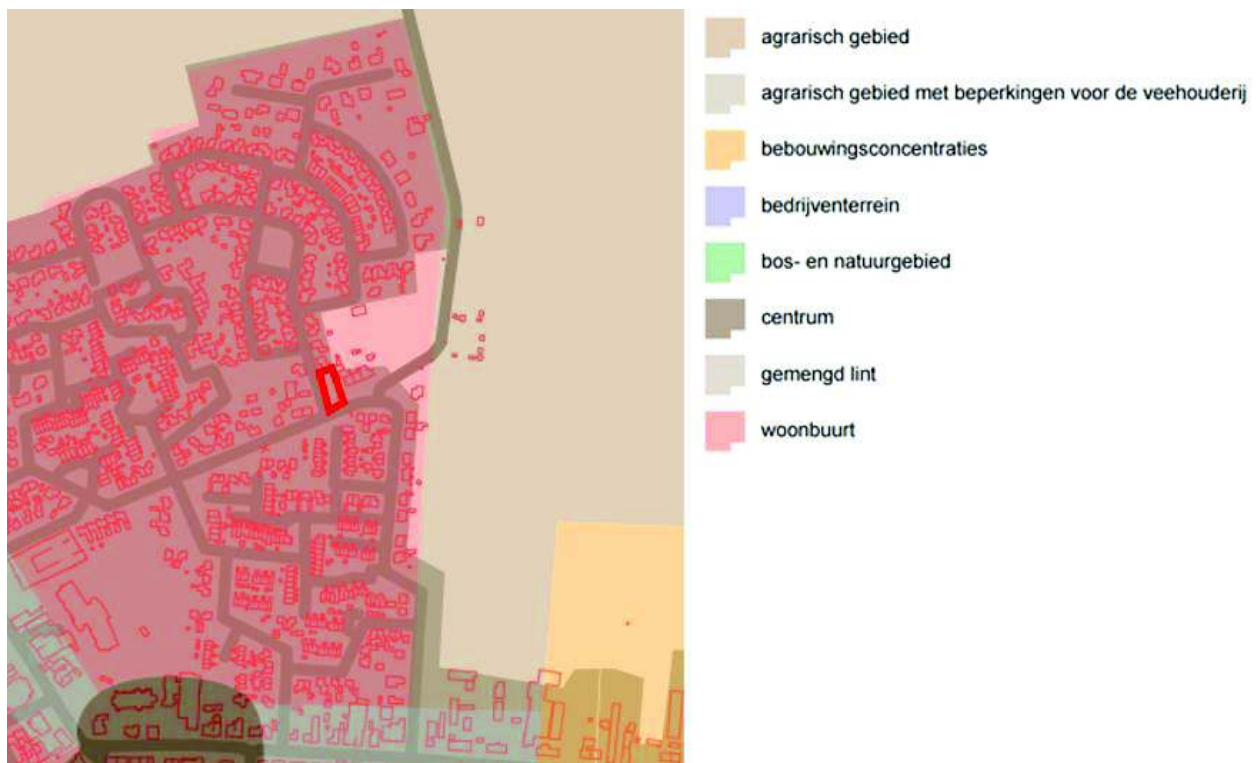 agrarisch gebied
agrarisch gebied met beperkingen voor de veehouderij
bebouwingsconcentraties
bedrijventerrein
bos- en natuurgebied
centrum
gemengd lint
woonbuurt